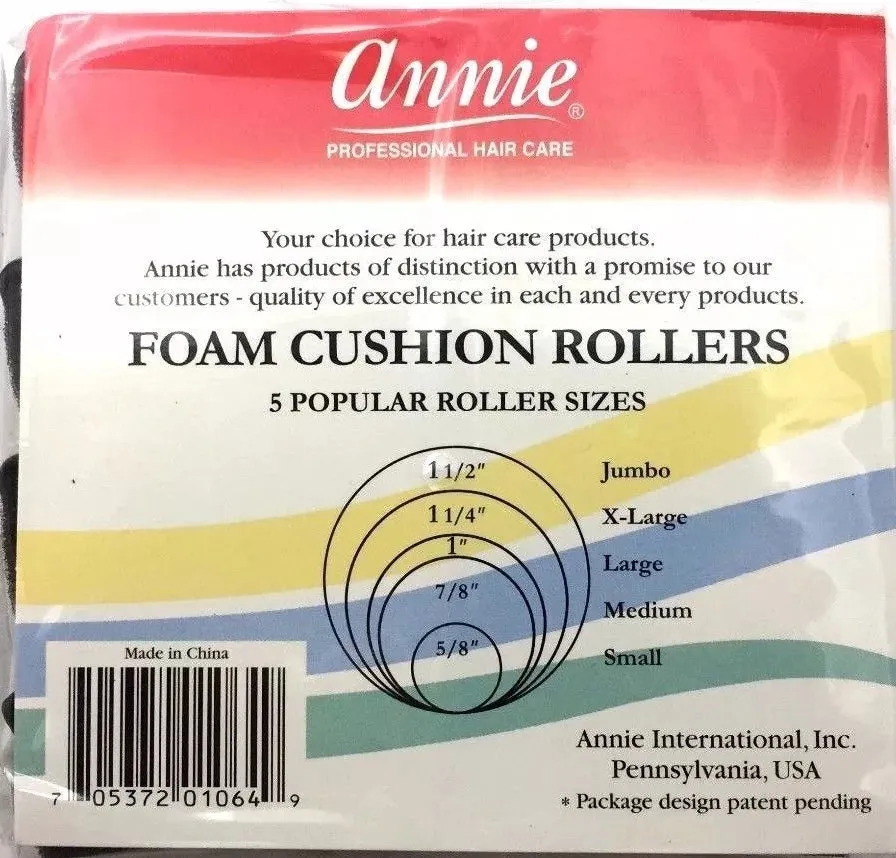 annie®
PROFESSIONAL HAIR CARE
Your choice for hair care products.
Annie has products of distinction with a promise to our
customers - quality of excellence in each and every products.
FOAM CUSHION ROLLERS
5 POPULAR ROLLER SIZES
1 1/2" Jumbo
1 1/4" X-Large
1" Large
7/8" Medium
5/8" Small
Made in China
7 05372 01064 9
Annie International, Inc.
Pennsylvania, USA
* Package design patent pending